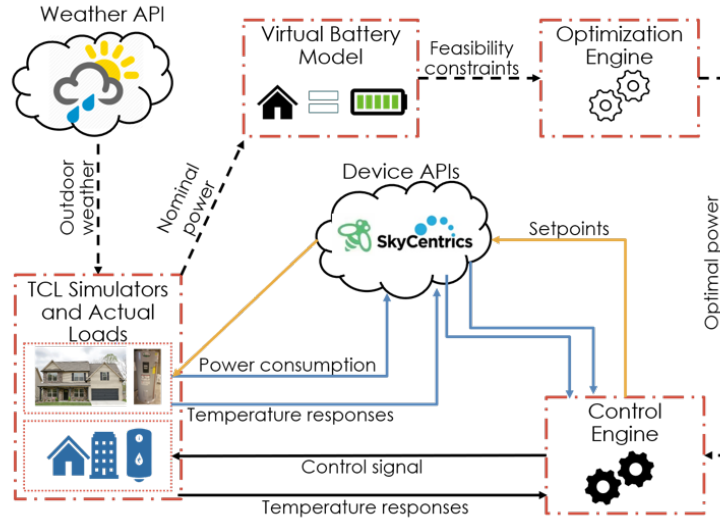 Weather API
Virtual Battery
Model
Feasibility
constraints
Optimization
Engine
Outdoor
weather
Nominal
power
Device APIs
SkyCentrics
Setpoints
Optimal power
TCL Simulators
and Actual
Loads
Power consumption
Temperature responses
Control
Engine
Control signal
Temperature responses